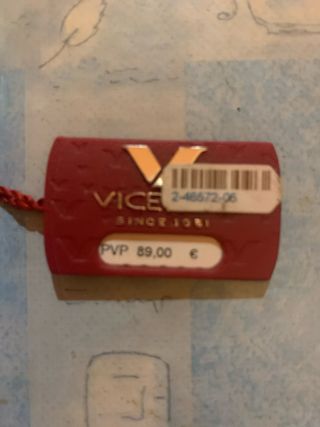 2-46572-06
VICE
SINCE 1981
PVP 89,00 €